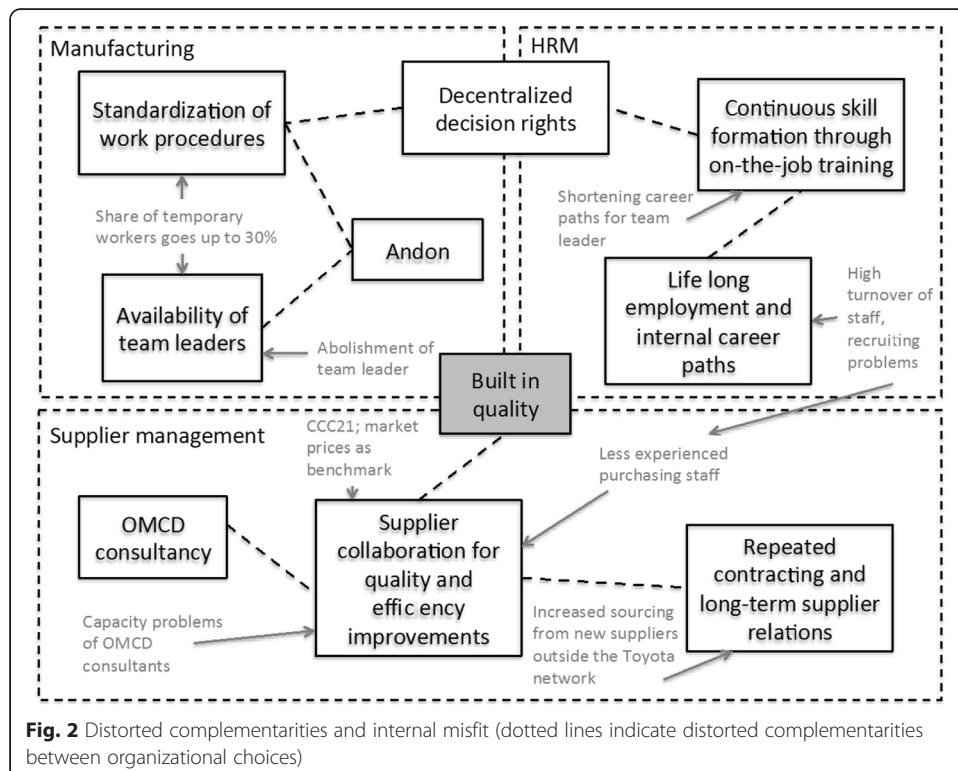 Manufacturing
HRM
Standardization of
work procedures
Decentralized
decision rights
Continuous skill
formation through
on-the-job training
Share of temporary
workers goes up to 30%
Shortening career
paths for team
leader
Andon
Availability of
team leaders
Abolishment of
team leader
Life long
employment and
internal career
paths
High
turnover of
staff,
recruiting
problems
Built in
quality
Supplier management
CCC21; market
prices as
benchmark
Less experienced
purchasing staff
OMCD
consultancy
Supplier
collaboration for
quality and
effic ency
improvements
Repeated
contracting and
long-term supplier
relations
Capacity problems
of OMCD
consultants
Increased sourcing
from new suppliers
outside the Toyota
network
Fig. 2 Distorted complementarities and internal misfit (dotted lines indicate distorted complementarities
between organizational choices)